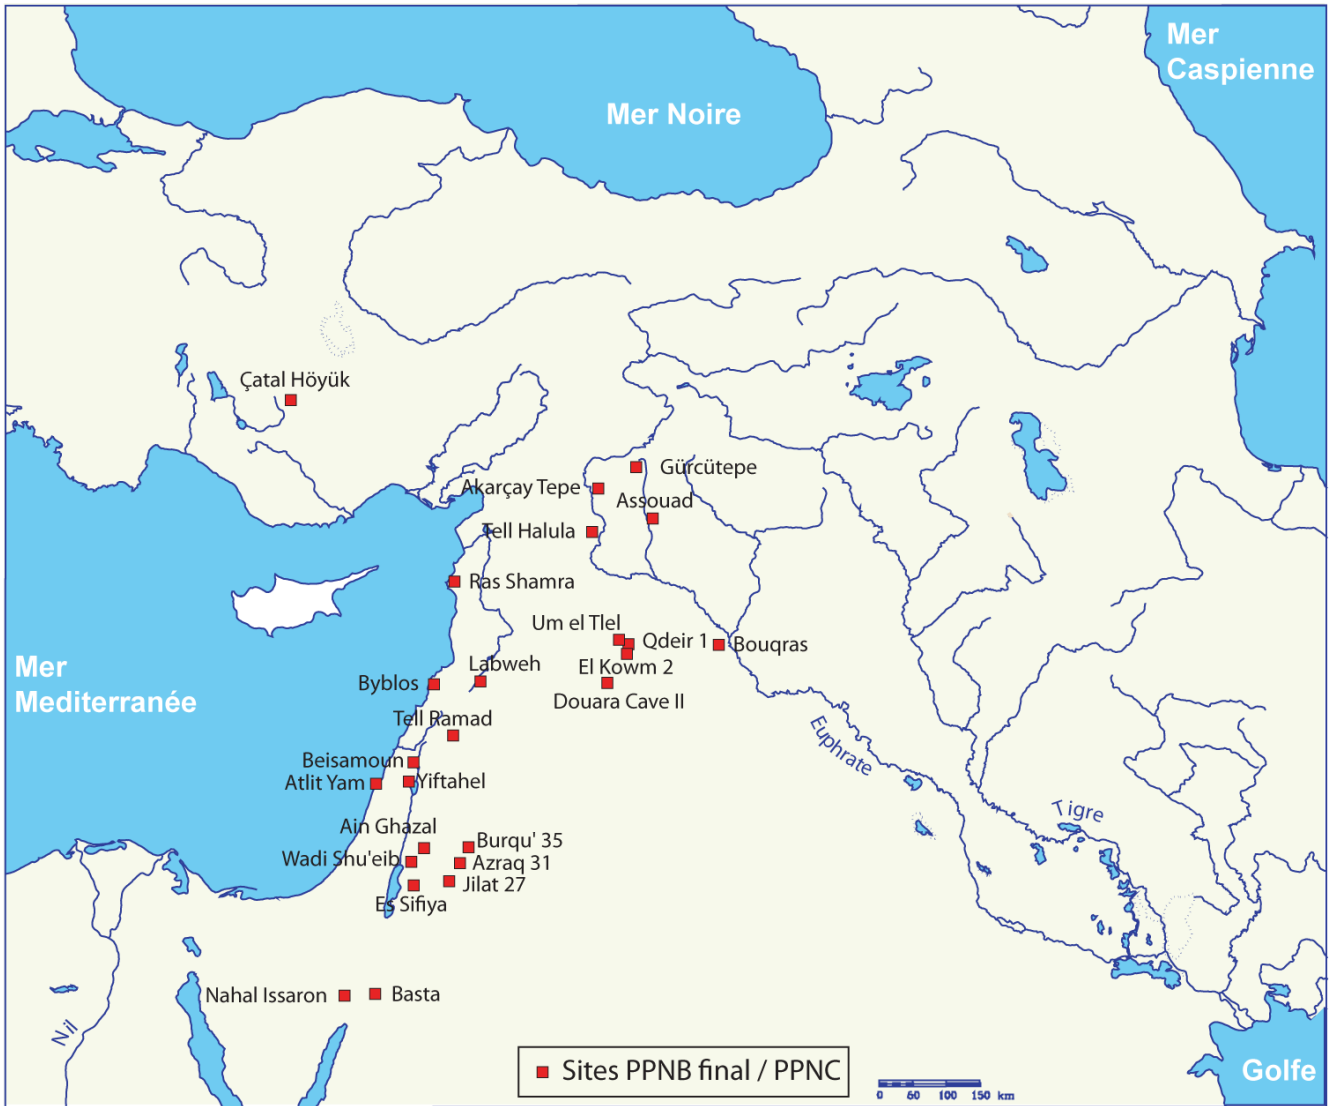 Mer
Caspienne
Mer Noire
Çatal Höyük
Gürcütepe
Akarçay Tepe
Assouad
Tell Halula
Ras Shamra
Um el Tlel
Qdeir 1
Bouqras
El Kowm 2
Mer
Mediterranée
Labweh
Byblos
Douara Cave II
Tell Ramad
Euphrate
Beisamoun
Atlit Yam
Yiftahel
Tigre
Ain Ghazal
Burqu' 35
Wadi Shu'eib
Azraq 31
Jilat 27
Es Sifiya
Nahal Issaron
Basta
Nil
Sites PPNB final / PPNC
Golfe
0 60 100 150 km